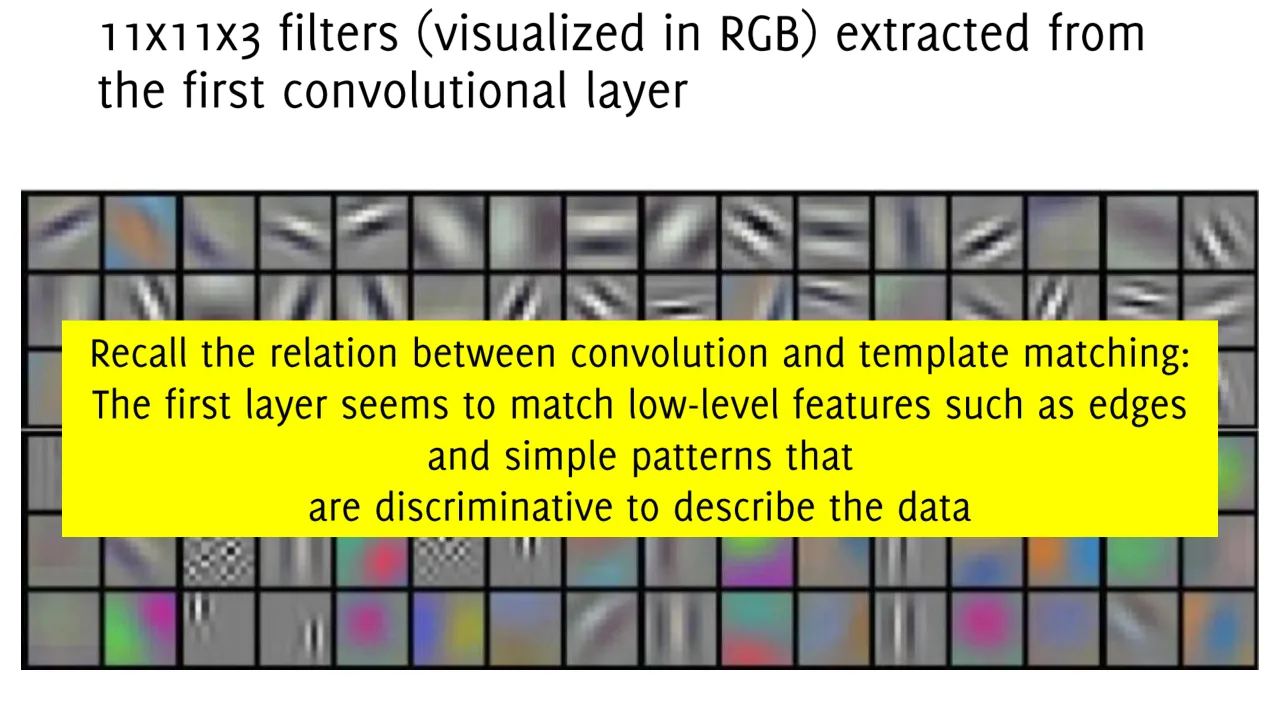 11x11x3 filters (visualized in RGB) extracted from
the first convolutional layer
Recall the relation between convolution and template matching:
The first layer seems to match low-level features such as edges
and simple patterns that
are discriminative to describe the data